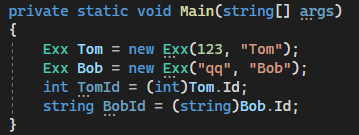 private static void Main(string[] args)
{
Exx Tom = new Exx(123, "Tom");
Exx Bob = new Exx("qq", "Bob");
int TomId = (int)Tom.Id;
string BobId = (string)Bob.Id;
}